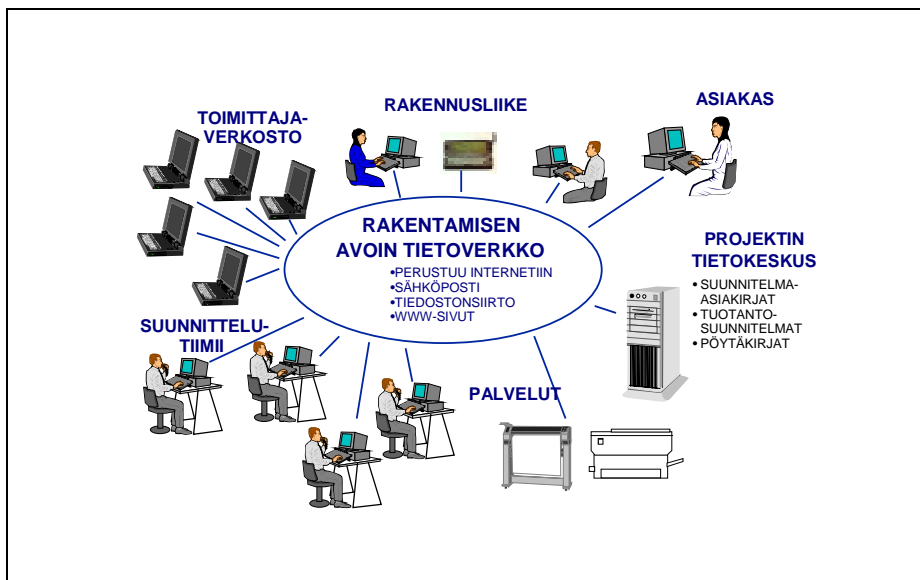 TOIMITTAJA-
VERKOSTO
RAKENNUSLIIKE
ASIAKAS
RAKENTAMISEN
AVOIN TIETOVERKKO
•PERUSTUU INTERNETIIN
•SÄHKÖPOSTI
•TIEDOSTONSIIRTO
•WWW-SIVUT
PROJEKTIN
TIETOKESKUS
• SUUNNITELMA-
ASIAKIRJAT
• TUOTANTO-
SUUNNITELMAT
• PÖYTÄKIRJAT
SUUNNITTELU-
TIIMII
PALVELUT